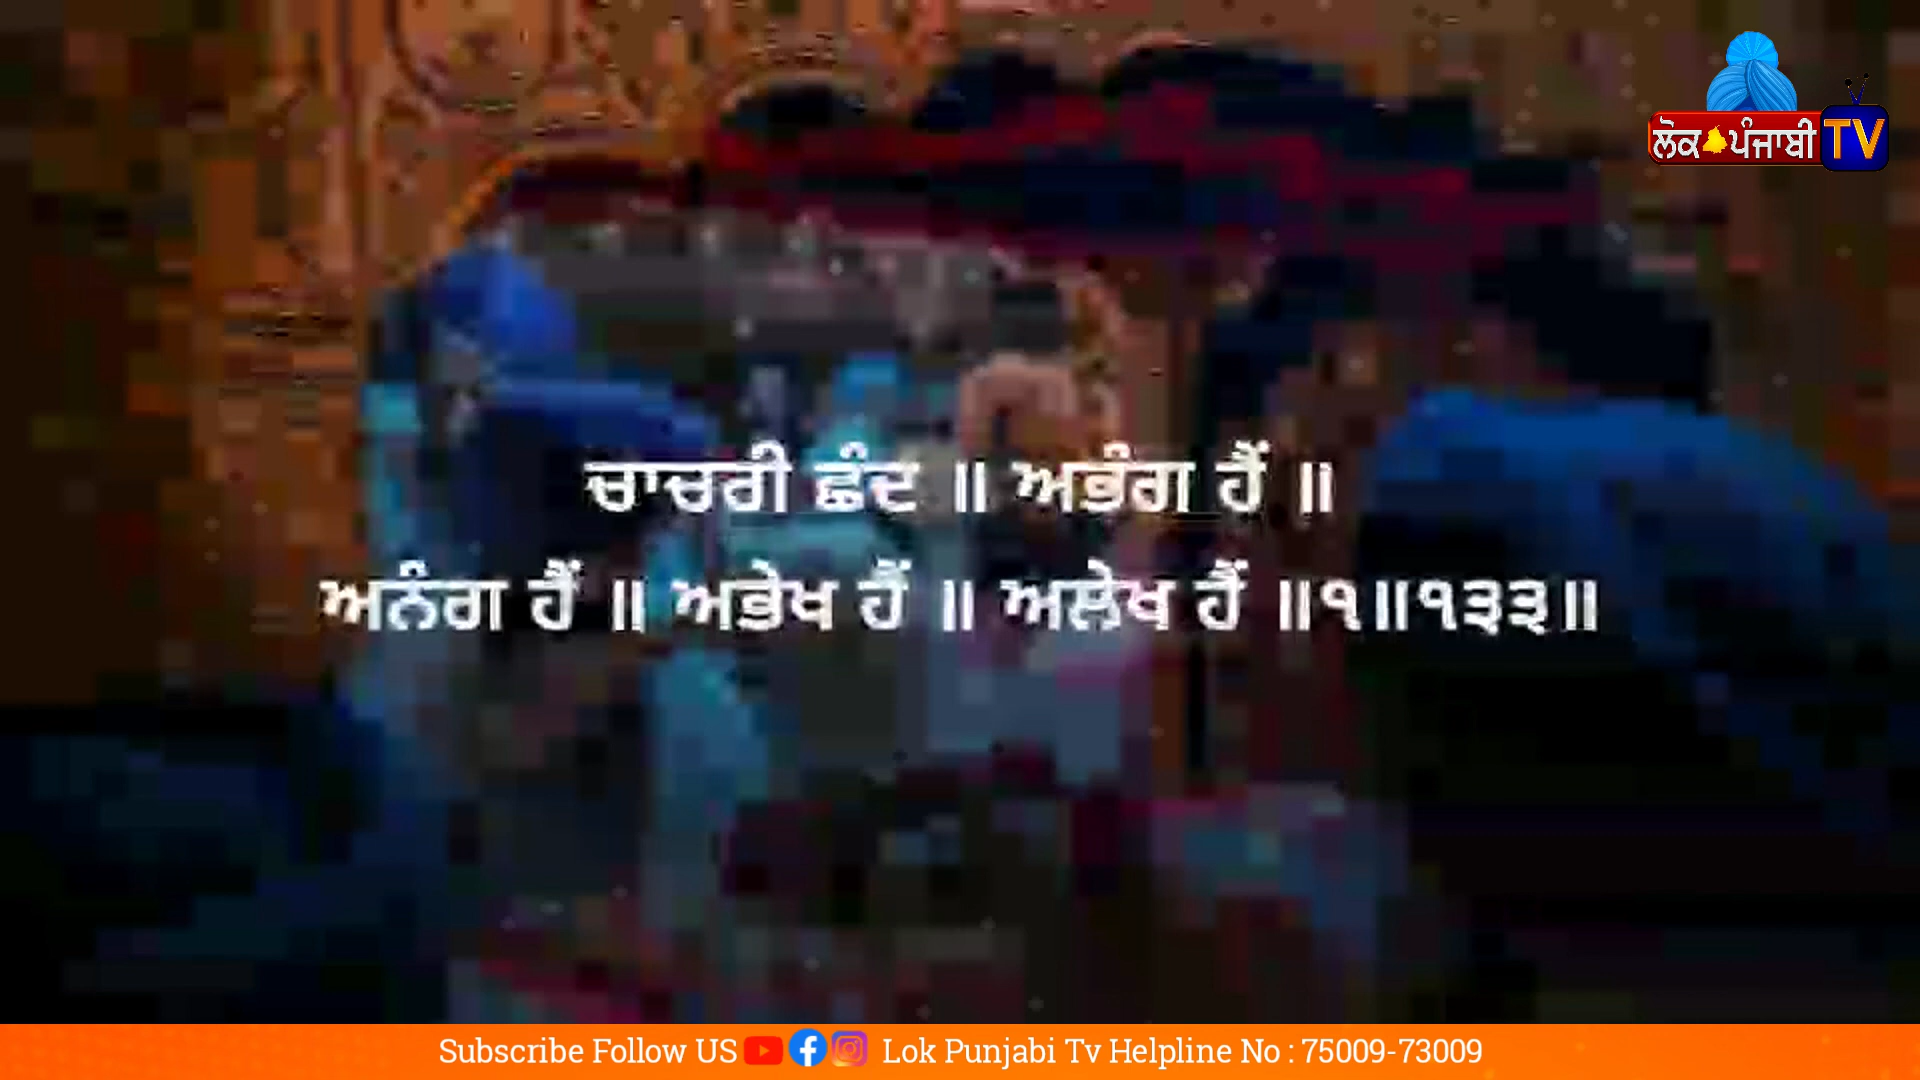 ਲੋਕ ਪੰਜਾਬੀ TV
ਚਾਚਰੀ ਛੰਦ ॥ ਅਭੰਗ ਹੈਂ ॥
ਅਨੰਗ ਹੈਂ ॥ ਅਭੇਖ ਹੈਂ ॥ ਅਲੇਖ ਹੈਂ ॥੧॥੧੩੩॥
Subscribe Follow US Lok Punjabi Tv Helpline No : 75009-73009